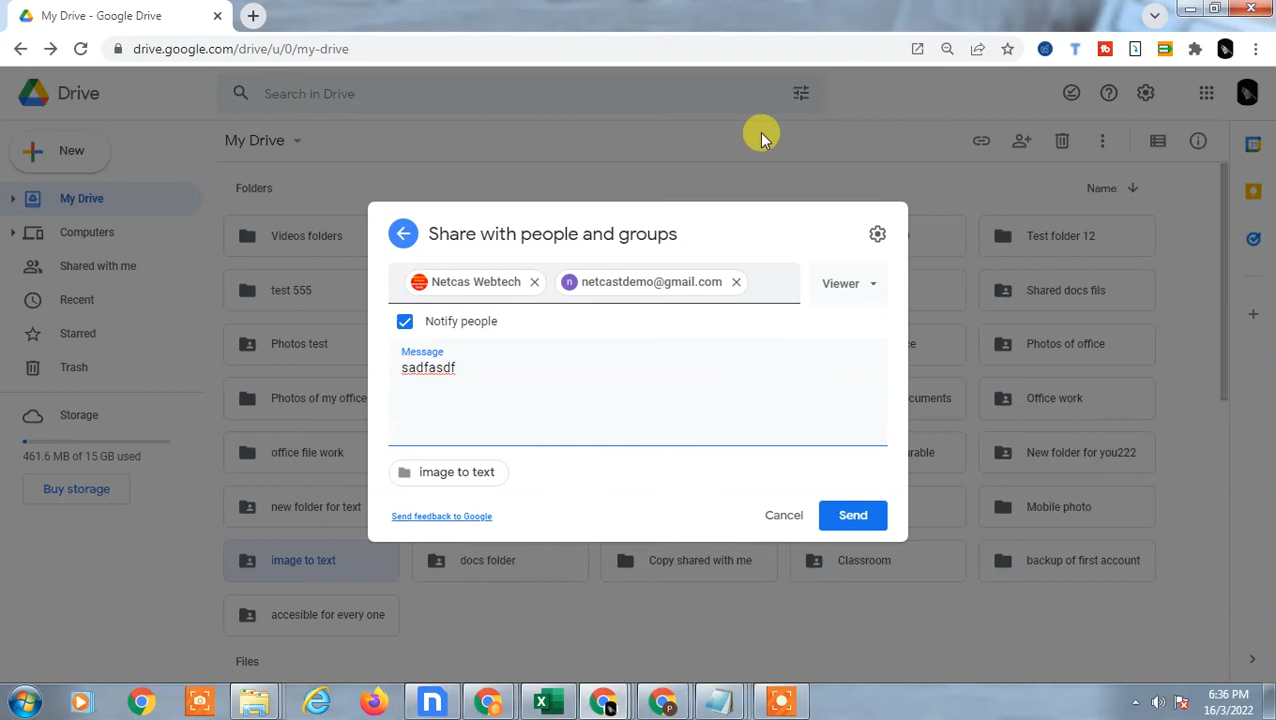 My Drive - Google Drive
drive.google.com/drive/u/0/my-drive
Drive
Search in Drive
New
My Drive
Folders
Name
My Drive
Computers
Shared with me
Recent
Starred
Trash
Storage
461.6 MB of 15 GB used
Buy storage
Videos folders
Test folder 12
test 555
Shared docs fils
Photos test
Photos of office
Photos of my office
Office work
office file work
New folder for you222
new folder for text
Mobile photo
image to text
docs folder
Copy shared with me
Classroom
backup of first account
accesible for every one
Files
Share with people and groups
Netcas Webtech
n netcastdemo@gmail.com
Viewer
Notify people
Message
sadfasdf
image to text
Send feedback to Google
Cancel
Send
6:36 PM
16/3/2022